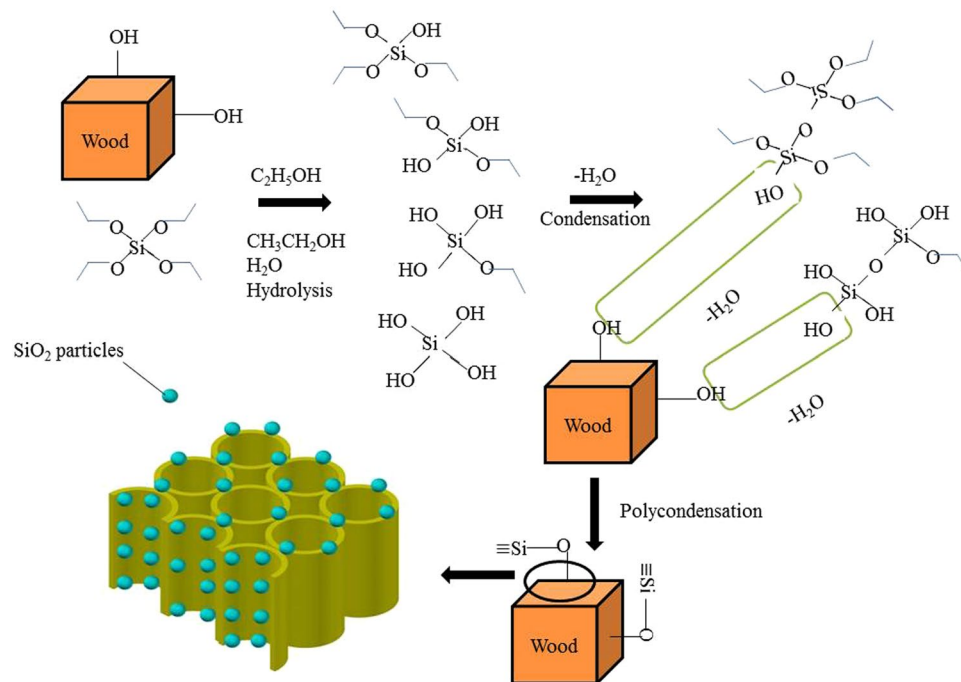 OH
OH
Wood
O
O
Si
O
O
C₂H₅OH
CH₃CH₂OH
H₂O
Hydrolysis
O
OH
Si
O
O
O
OH
Si
HO
O
HO
OH
Si
HO
O
HO
OH
Si
HO
OH
-H₂O
Condensation
O
O
S
O
O
O
Si
O
O
HO
HO
OH
Si
O
O
HO
Si
OH
HO
-H₂O
-H₂O
OH
OH
Wood
Polycondensation
≡Si
O
≡Si
O
Wood
SiO₂ particles